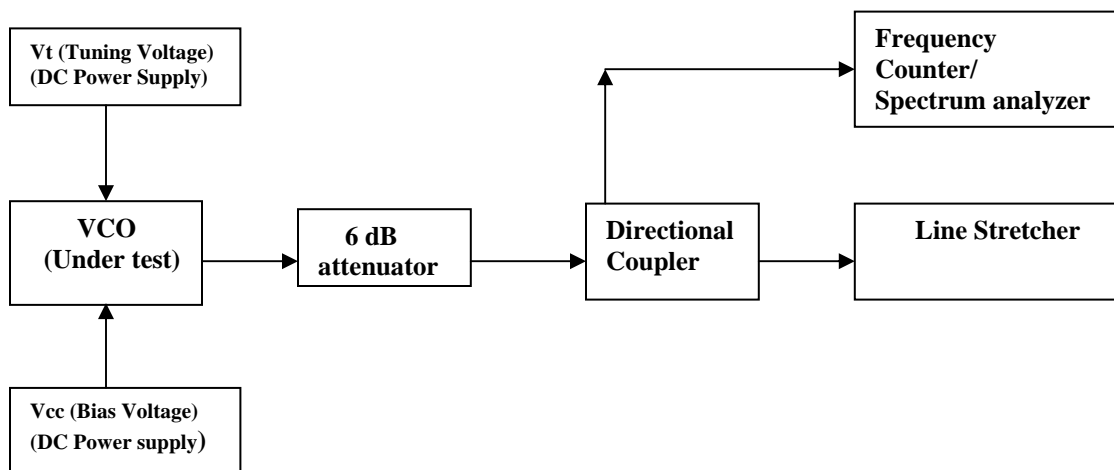 Vt (Tuning Voltage)
(DC Power Supply)
Frequency
Counter/
Spectrum analyzer
VCO
(Under test)
6 dB
attenuator
Directional
Coupler
Line Stretcher
Vcc (Bias Voltage)
(DC Power supply)